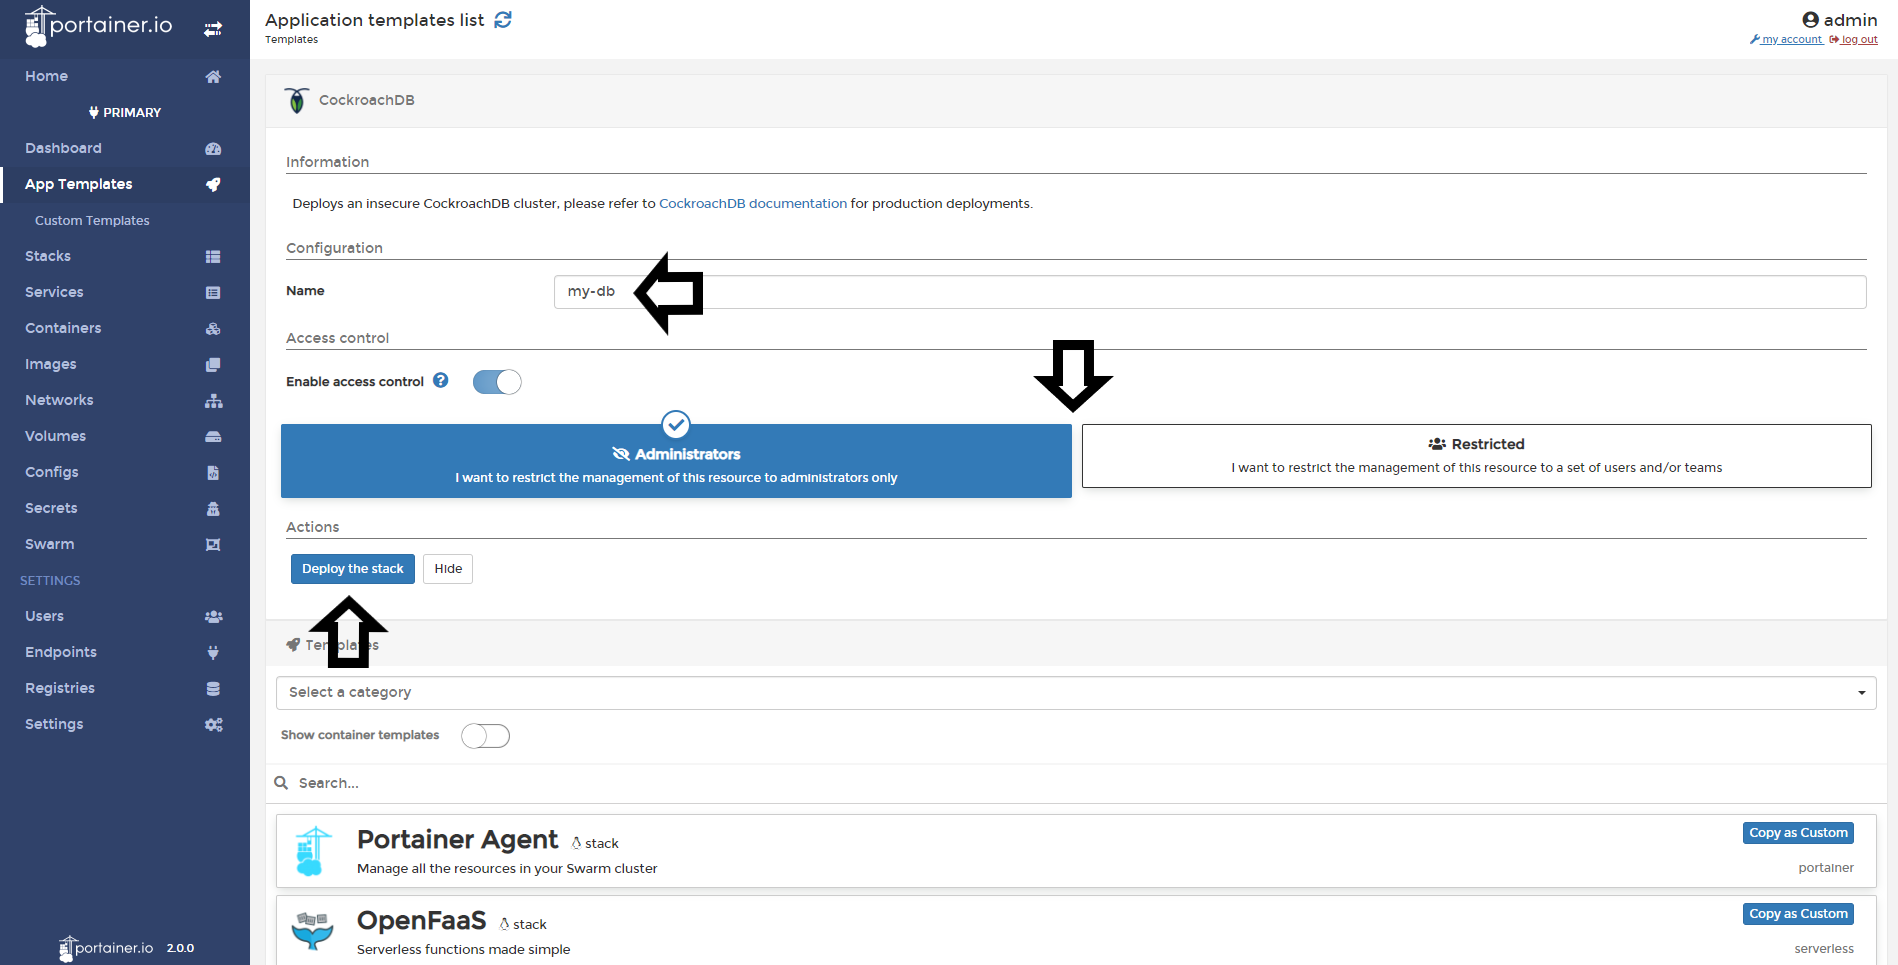 portainer.io
Home
PRIMARY
Dashboard
App Templates
Custom Templates
Stacks
Services
Containers
Images
Networks
Volumes
Configs
Secrets
Swarm
SETTINGS
Users
Endpoints
Registries
Settings
portainer.io 2.0.0
Application templates list
Templates
admin
my account log out
CockroachDB
Information
Deploys an insecure CockroachDB cluster, please refer to CockroachDB documentation for production deployments.
Configuration
Name my-db
Access control
Enable access control
Administrators
I want to restrict the management of this resource to administrators only
Restricted
I want to restrict the management of this resource to a set of users and/or teams
Actions
Deploy the stack Hide
Templates
Select a category
Show container templates
Search...
Portainer Agent stack
Copy as Custom
Manage all the resources in your Swarm cluster
portainer
OpenFaaS stack
Copy as Custom
Serverless functions made simple
serverless